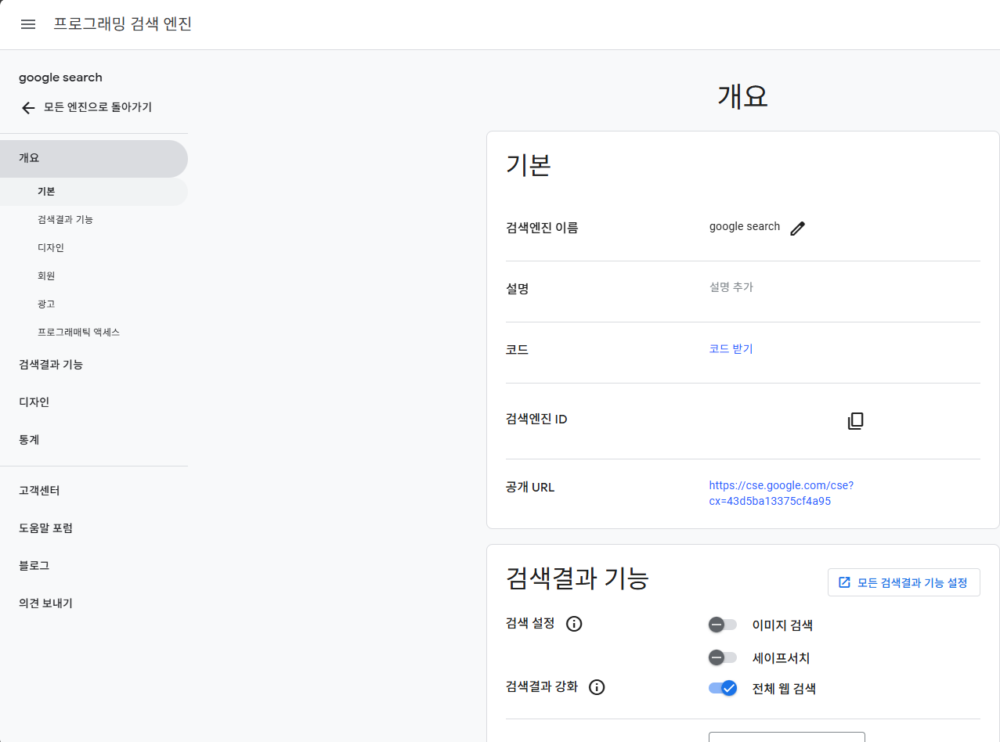 프로그래밍 검색 엔진
google search
모든 엔진으로 돌아가기
개요
기본
검색결과 기능
디자인
회원
광고
프로그래매틱 액세스
검색결과 기능
디자인
통계
고객센터
도움말 포럼
블로그
의견 보내기
개요
기본
검색엔진 이름
google search
설명
설명 추가
코드
코드 받기
검색엔진 ID
공개 URL
https://cse.google.com/cse?
cx=43d5ba13375cf4a95
검색결과 기능
모든 검색결과 기능 설정
검색 설정
이미지 검색
세이프서치
검색결과 강화
전체 웹 검색